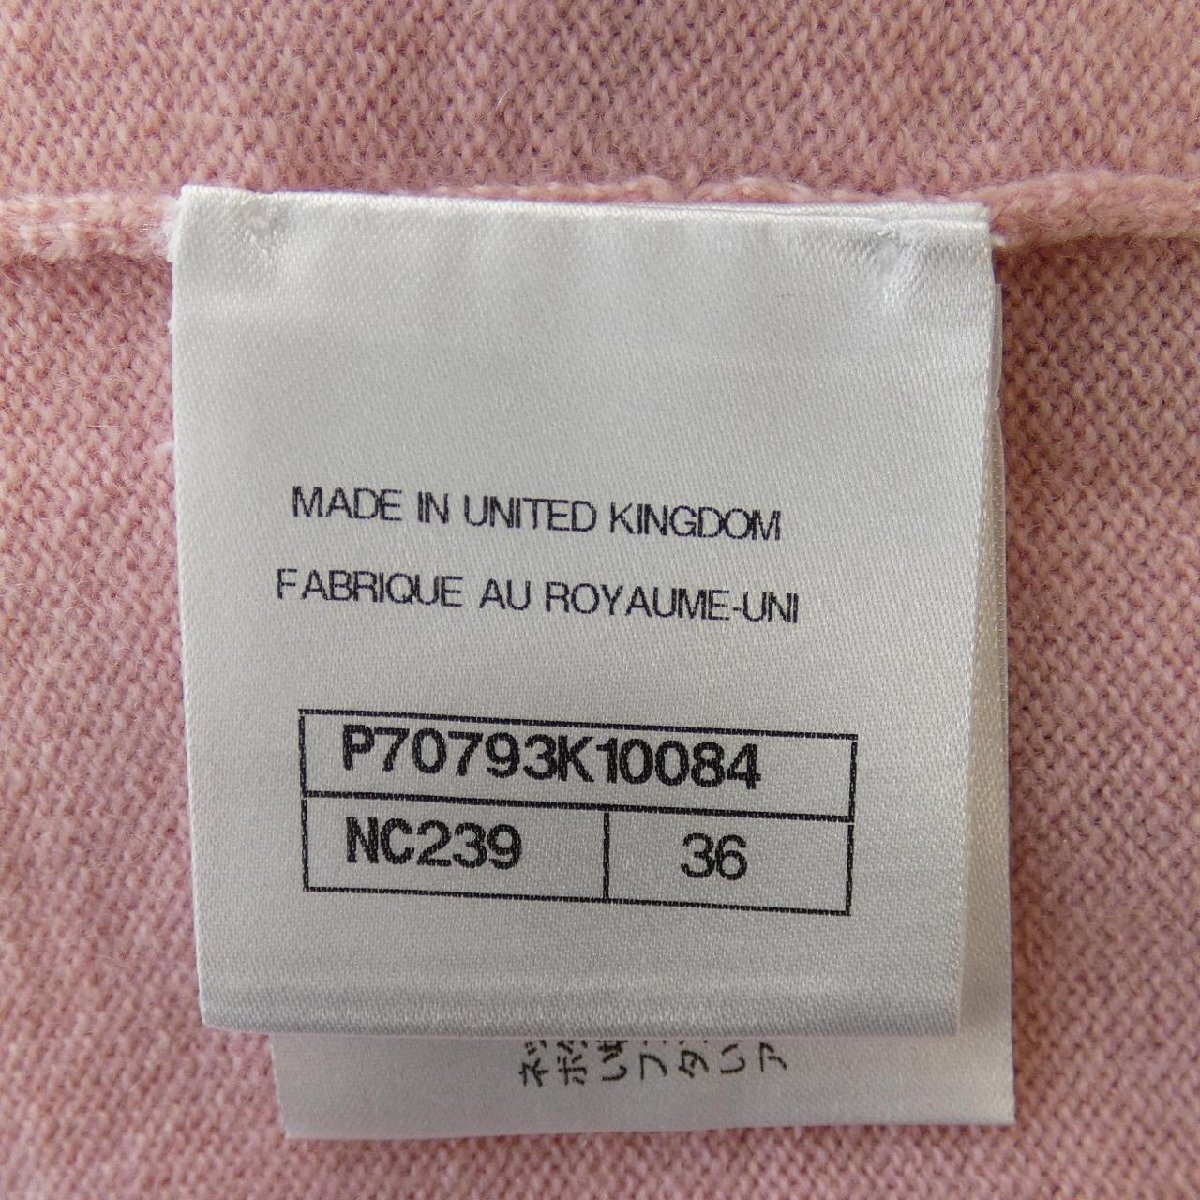 MADE IN UNITED KINGDOM
FABRIQUE AU ROYAUME-UNI
P70793K10084
NC239 36